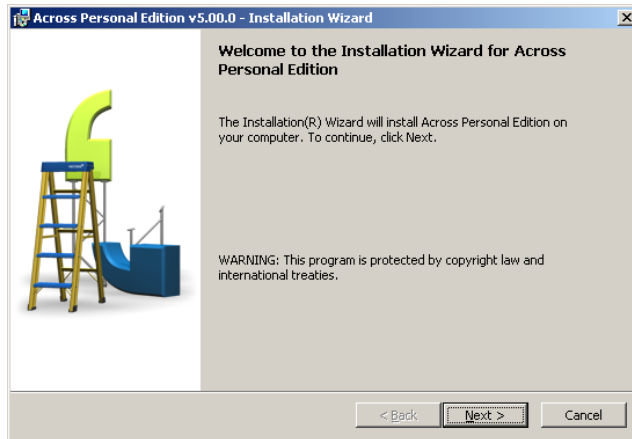 Across Personal Edition v5.00.0 - Installation Wizard
Welcome to the Installation Wizard for Across
Personal Edition
The Installation(R) Wizard will install Across Personal Edition on
your computer. To continue, click Next.
WARNING: This program is protected by copyright law and
international treaties.
< Back
Next >
Cancel